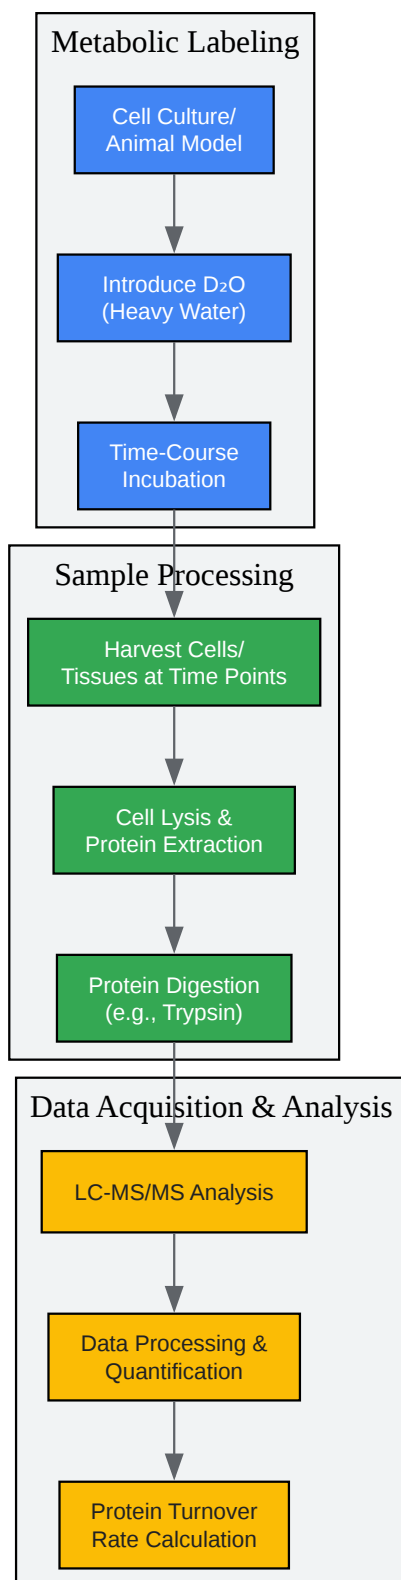 Metabolic Labeling
Cell Culture/
Animal Model
Introduce D₂O
(Heavy Water)
Time-Course
Incubation
Sample Processing
Harvest Cells/
Tissues at Time Points
Cell Lysis &
Protein Extraction
Protein Digestion
(e.g., Trypsin)
Data Acquisition & Analysis
LC-MS/MS Analysis
Data Processing &
Quantification
Protein Turnover
Rate Calculation